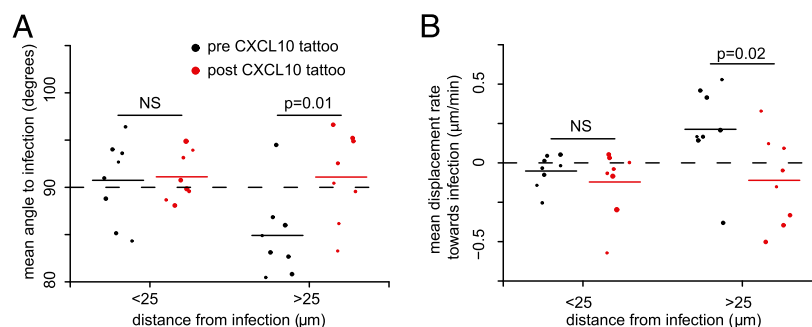 A
mean angle to infection (degrees)
100
90
80
pre CXCL10 tattoo
post CXCL10 tattoo
NS
p=0.01
<25
>25
distance from infection (µm)
B
mean displacement rate
towards infection (µm/min)
0.5
0
−0.5
NS
p=0.02
<25
>25
distance from infection (µm)